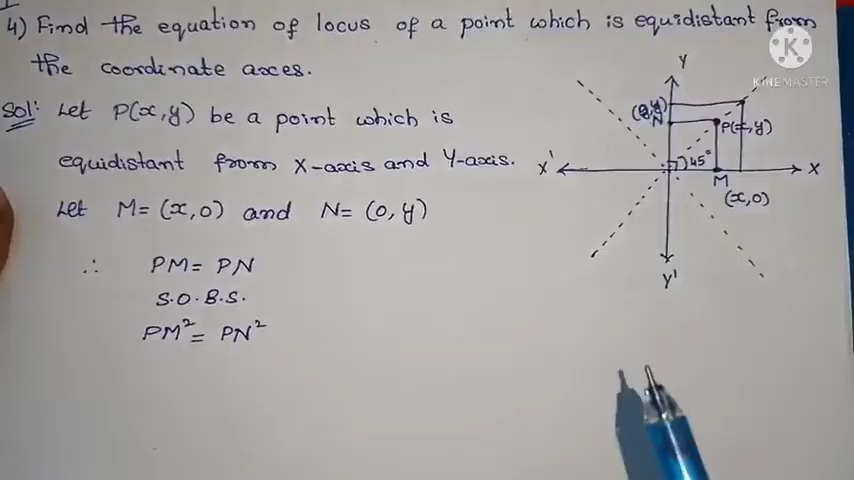 4) Find the equation of locus of a point which is equidistant from
the coordinate axes.
Sol: Let P(x,y) be a point which is
equidistant from X-axis and Y-axis.
Let M= (x,0) and N= (0,y)
∴ PM= PN
S.O.B.S.
PM²= PN²
KINEMASTER
Y
(0,y)
N
P(x,y)
45°
X'
X
M
(x,0)
Y'